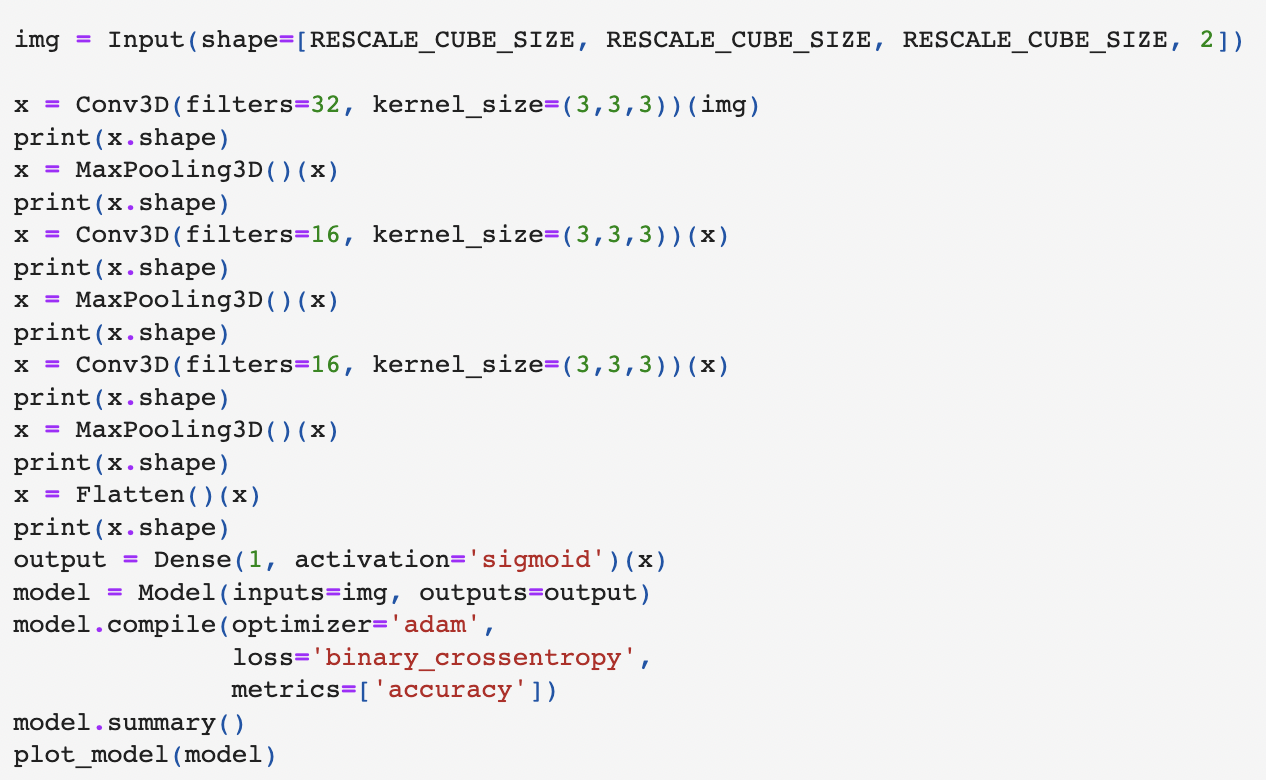 img = Input(shape=[RESCALE_CUBE_SIZE, RESCALE_CUBE_SIZE, RESCALE_CUBE_SIZE, 2])
x = Conv3D(filters=32, kernel_size=(3,3,3))(img)
print(x.shape)
x = MaxPooling3D()(x)
print(x.shape)
x = Conv3D(filters=16, kernel_size=(3,3,3))(x)
print(x.shape)
x = MaxPooling3D()(x)
print(x.shape)
x = Conv3D(filters=16, kernel_size=(3,3,3))(x)
print(x.shape)
x = MaxPooling3D()(x)
print(x.shape)
x = Flatten()(x)
print(x.shape)
output = Dense(1, activation='sigmoid')(x)
model = Model(inputs=img, outputs=output)
model.compile(optimizer='adam',
              loss='binary_crossentropy',
              metrics=['accuracy'])
model.summary()
plot_model(model)